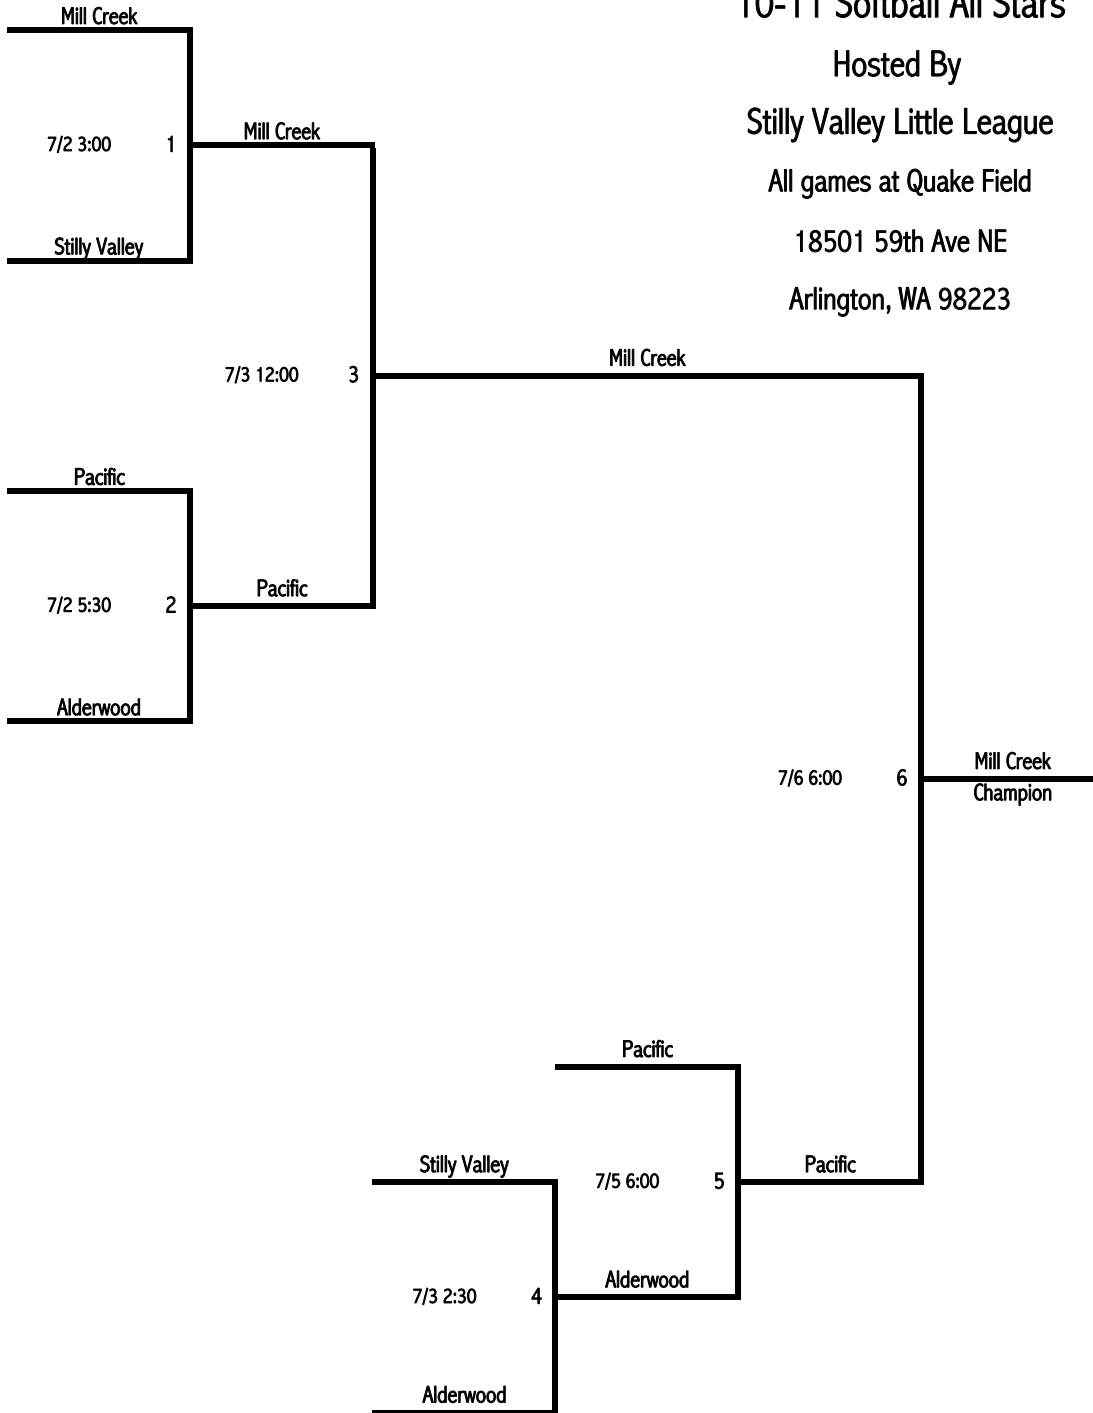 10-11 Softball All Stars
Hosted By
Stilly Valley Little League
All games at Quake Field
18501 59th Ave NE
Arlington, WA 98223
Mill Creek
7/2 3:00 1
Mill Creek
Stilly Valley
7/3 12:00 3
Mill Creek
Pacific
7/2 5:30 2
Pacific
Alderwood
7/6 6:00 6
Mill Creek
Champion
Pacific
Stilly Valley
7/5 6:00 5
Pacific
7/3 2:30 4
Alderwood
Alderwood